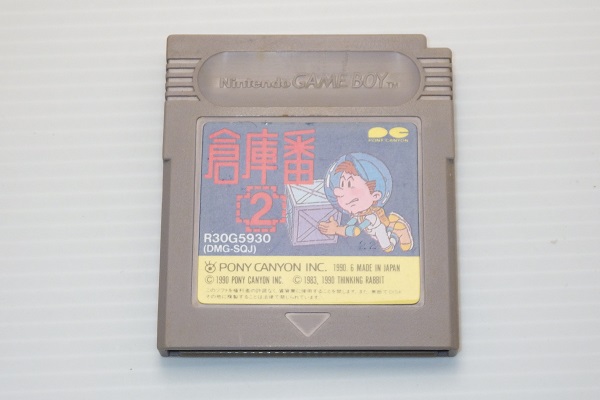 Nintendo GAME BOY TM
PONY CANYON
倉庫番
2
R30G5930
(DMG-SQJ)
PONY CANYON INC. 1990. 6 MADE IN JAPAN
© 1990 PONY CANYON INC. © 1983, 1990 THINKING RABBIT